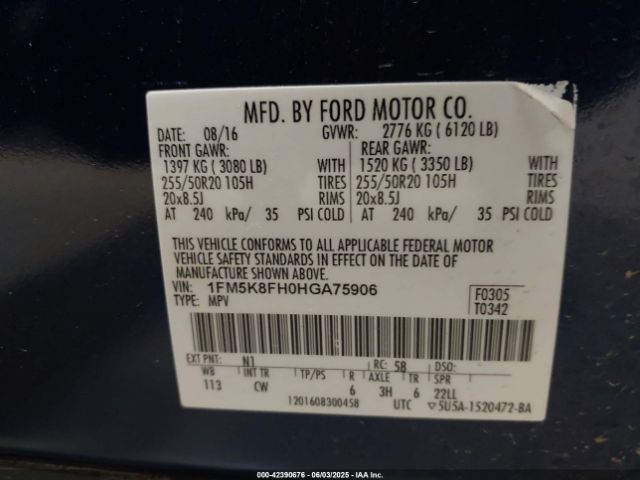 MFD. BY FORD MOTOR CO.
DATE: 08/16 GVWR: 2776 KG ( 6120 LB)
FRONT GAWR: REAR GAWR:
1397 KG ( 3080 LB) WITH 1520 KG ( 3350 LB) WITH
255/50R20 105H TIRES 255/50R20 105H TIRES
20x8.5J RIMS 20x8.5J RIMS
AT 240 kPa/ 35 PSI COLD AT 240 kPa/ 35 PSI COLD
THIS VEHICLE CONFORMS TO ALL APPLICABLE FEDERAL MOTOR
VEHICLE SAFETY STANDARDS IN EFFECT ON THE DATE OF
MANUFACTURE SHOWN ABOVE.
VIN: 1FM5K8FH0HGA75906 F0305
TYPE: MPV T0342
EXT PNT: N1 RC: 58 DSO:
WB INT TR TP/PS R AXLE TR SPR
113 CW 6 3H 6 22LL
1201608300458 UTC ▽5U5A-1520472-BA
000-42390676 - 06/03/2025 - © Copyright 2025 IAA, LLC